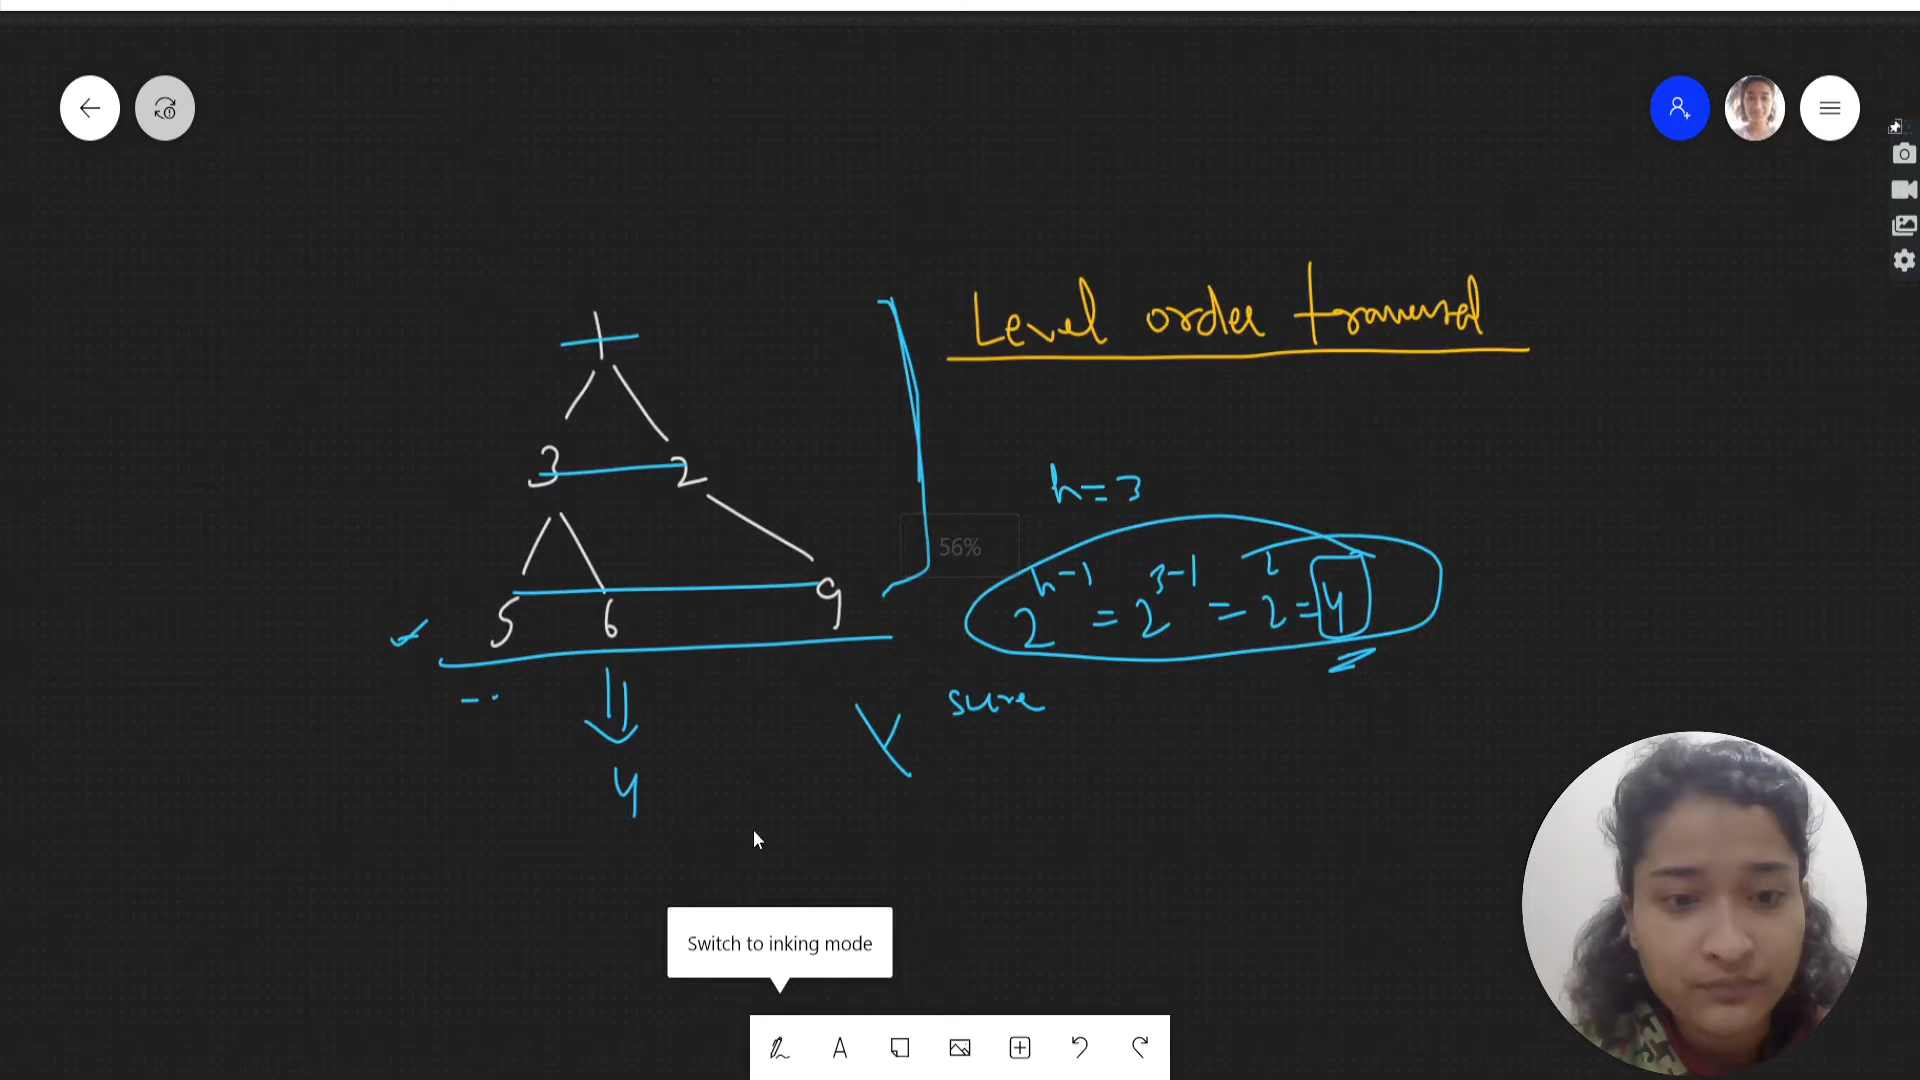 Level order traversal
1
3 2
h=3
56%
2^{h-1} = 2^{3-1} = 2^2 = 4
5 6 9
sure
4
Switch to inking mode
A